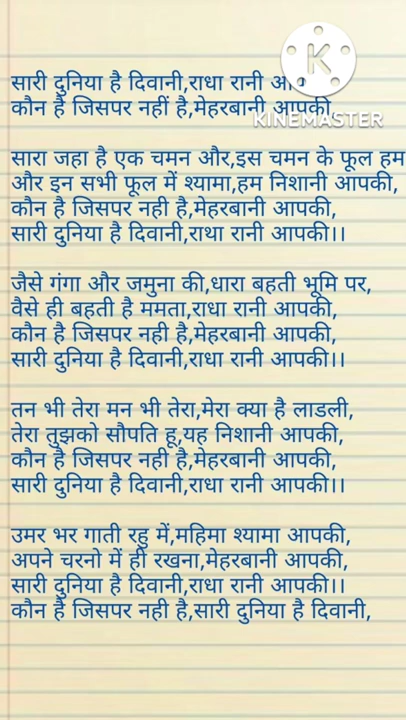 सारी दुनिया है दिवानी,राधा रानी
कौन है जिसपर नहीं है,मेहरबानी आपकी
KINEMASTER
सारा जहा है एक चमन और,इस चमन के फूल हम
और इन सभी फूल में श्यामा,हम निशानी आपकी,
कौन है जिसपर नही है,मेहरबानी आपकी,
सारी दुनिया है दिवानी,राथा रानी आपकी।।
जैसे गंगा और जमुना की,धारा बहती भूमि पर,
वैसे ही बहती है ममता,राधा रानी आपकी,
कौन है जिसपर नही है,मेहरबानी आपकी,
सारी दुनिया है दिवानी,राधा रानी आपकी।।
तन भी तेरा मन भी तेरा,मेरा क्या है लाडली,
तेरा तुझको सौपति हू,यह निशानी आपकी,
कौन है जिसपर नही है,मेहरबानी आपकी,
सारी दुनिया है दिवानी,राधा रानी आपकी।।
उमर भर गाती रहु में,महिमा श्यामा आपकी,
अपने चरनो में ही रखना,मेहरबानी आपकी,
सारी दुनिया है दिवानी,राधा रानी आपकी।।
कौन है जिसपर नही है,सारी दुनिया है दिवानी,